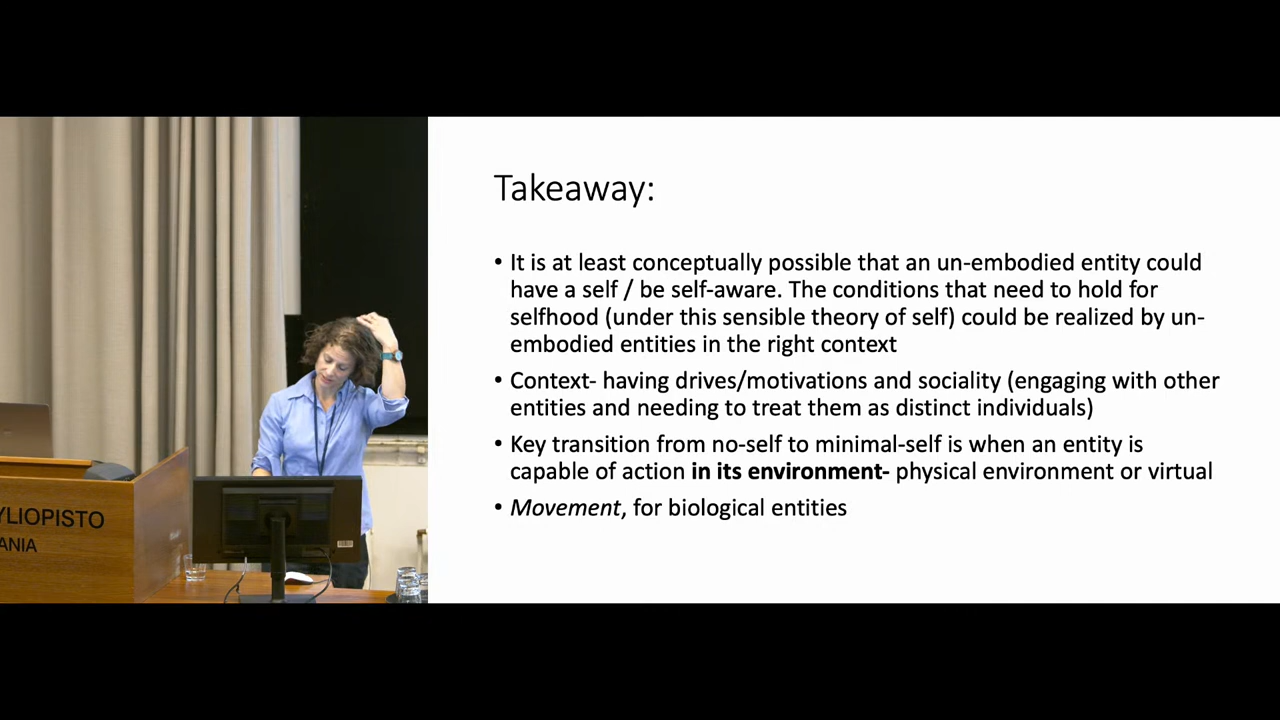 Takeaway:
• It is at least conceptually possible that an un-embodied entity could
have a self / be self-aware. The conditions that need to hold for
selfhood (under this sensible theory of self) could be realized by un-
embodied entities in the right context
• Context- having drives/motivations and sociality (engaging with other
entities and needing to treat them as distinct individuals)
• Key transition from no-self to minimal-self is when an entity is
capable of action in its environment- physical environment or virtual
• Movement, for biological entities
YLIOPISTO
ANIA